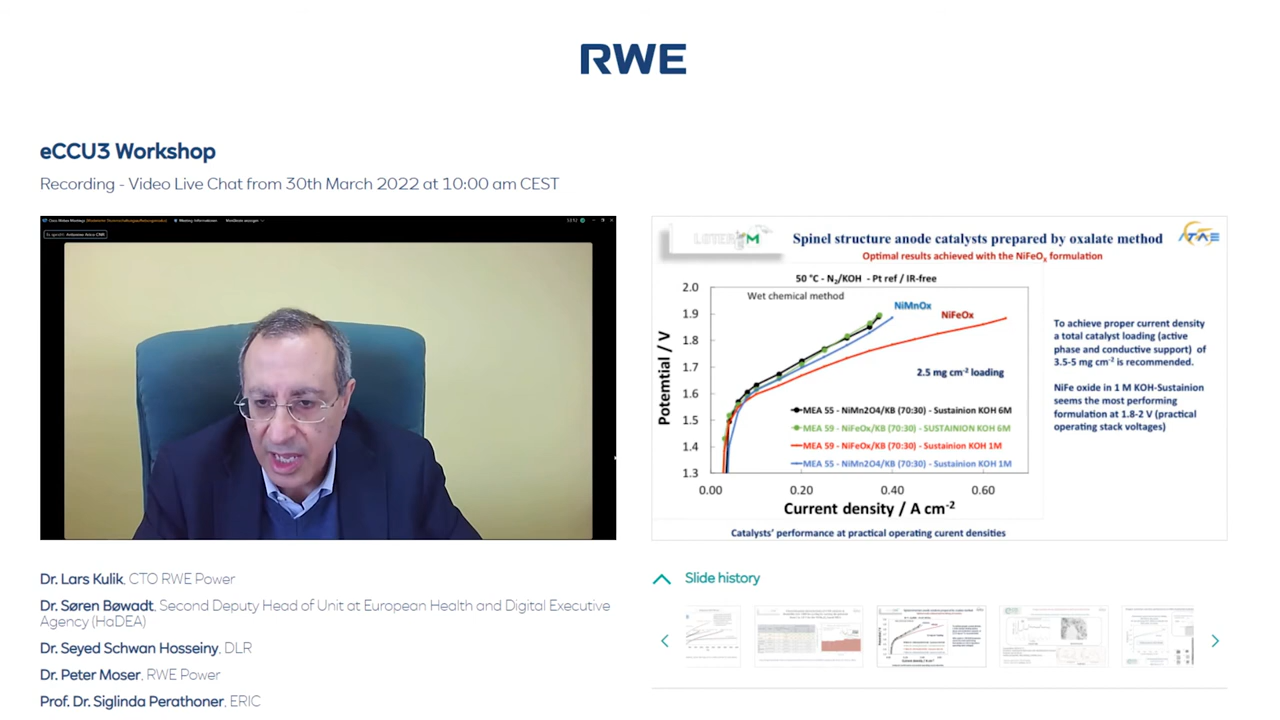 RWE
eCCU3 Workshop
Recording - Video Live Chat from 30th March 2022 at 10:00 am CEST
Dr. Lars Kulik, CTO RWE Power
Dr. Søren Bøwadt, Second Deputy Head of Unit at European Health and Digital Executive
Agency (HaDEA)
Dr. Seyed Schwan Hosseiny, DLR
Dr. Peter Moser, RWE Power
Prof. Dr. Siglinda Perathoner, ERIC
Spinel structure anode catalysts prepared by oxalate method
Optimal results achieved with the NiFeOx formulation
50 °C - N2/KOH - Pt ref / IR-free
Wet chemical method
NiMnOx
NiFeOx
2.5 mg cm-2 loading
MEA 55 - NiMn2O4/KB (70:30) - Sustainion KOH 6M
MEA 59 - NiFeOx/KB (70:30) - SUSTAINION KOH 6M
MEA 59 - NiFeOx/KB (70:30) - Sustainion KOH 1M
MEA 55 - NiMn2O4/KB (70:30) - Sustainion KOH 1M
Potemtial / V
2.0
1.9
1.8
1.7
1.6
1.5
1.4
1.3
0.00 0.20 0.40 0.60
Current density / A cm-2
Catalysts' performance at practical operating curent densities
To achieve proper current density
a total catalyst loading (active
phase and conductive support) of
3.5-5 mg cm-2 is recommended.
NiFe oxide in 1 M KOH-Sustainion
seems the most performing
formulation at 1.8-2 V (practical
operating stack voltages)
Slide history